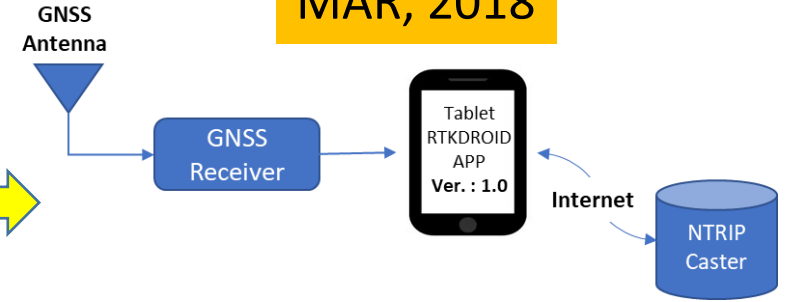 MAR, 2018
GNSS
Antenna
GNSS
Receiver
Tablet
RTKDROID
APP
Ver. : 1.0
Internet
NTRIP
Caster